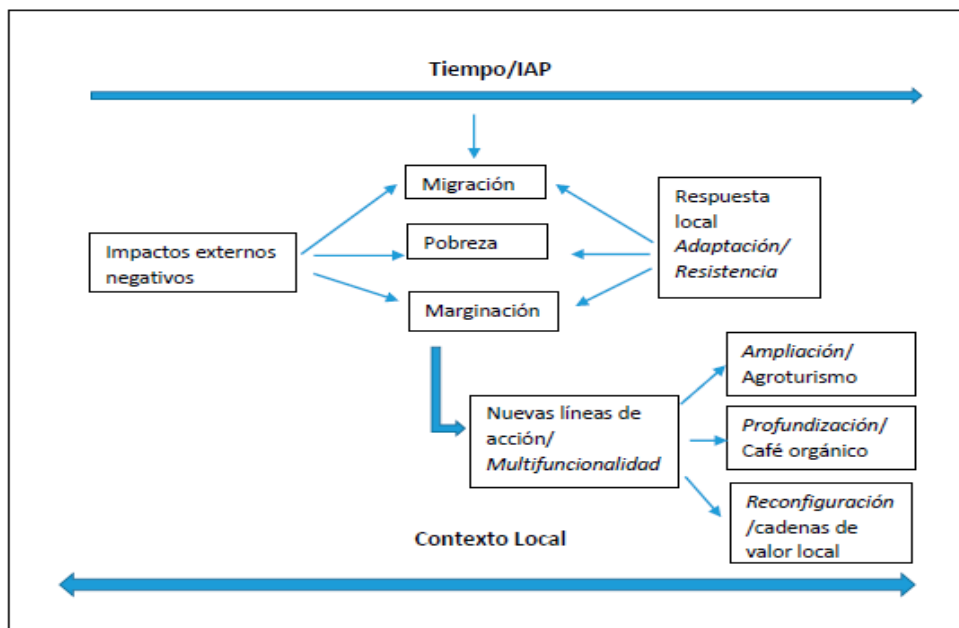 Tiempo/IAP
Migración
Pobreza
Marginación
Impactos externos
negativos
Respuesta
local
Adaptación/
Resistencia
Nuevas líneas de
acción/
Multifuncionalidad
Ampliación/
Agroturismo
Profundización/
Café orgánico
Reconfiguración
/cadenas de
valor local
Contexto Local